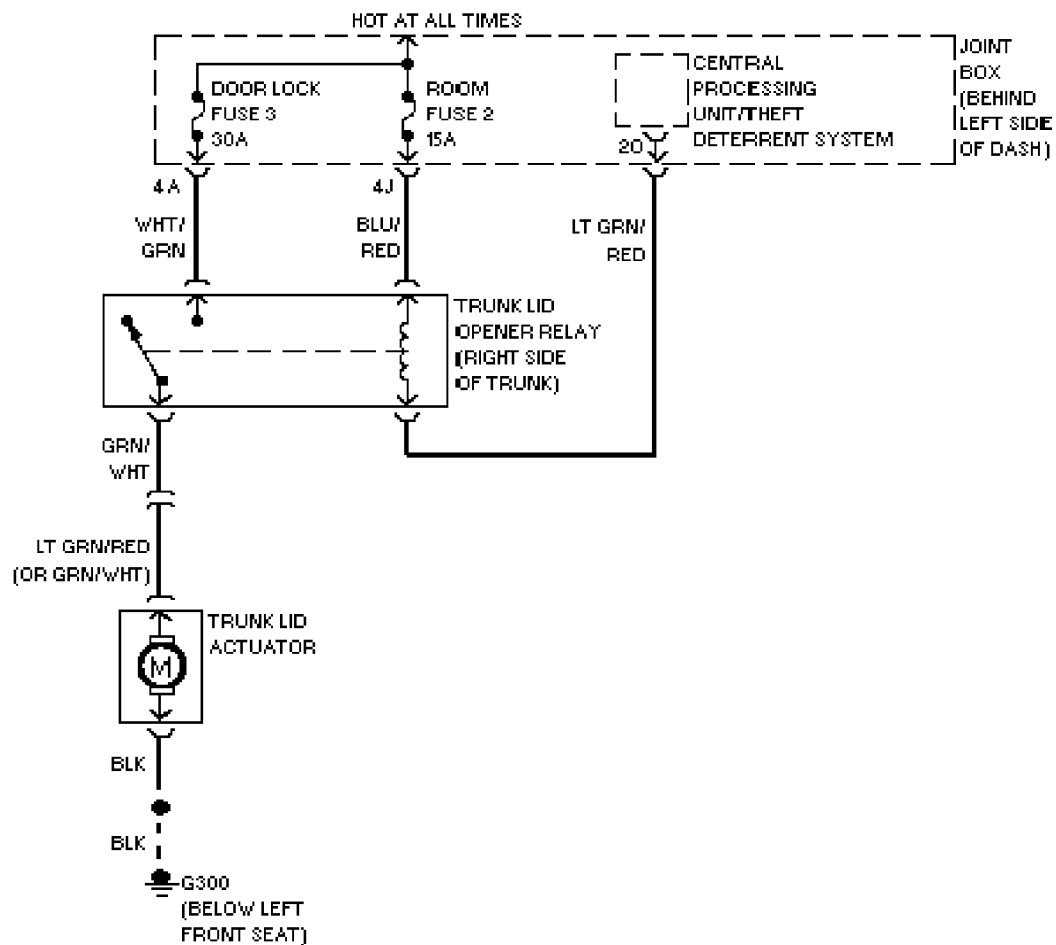 HOT AT ALL TIMES
DOOR LOCK
FUSE 3
30A
ROOM
FUSE 2
15A
CENTRAL
PROCESSING
UNIT/THEFT
DETERRENT SYSTEM
20
JOINT
BOX
(BEHIND
LEFT SIDE
OF DASH)
4A
4J
WHT/
GRN
BLU/
RED
LT GRN/
RED
TRUNK LID
OPENER RELAY
(RIGHT SIDE
OF TRUNK)
GRN/
WHT
LT GRN/RED
(OR GRN/WHT)
TRUNK LID
ACTUATOR
M
BLK
BLK
G300
(BELOW LEFT
FRONT SEAT)